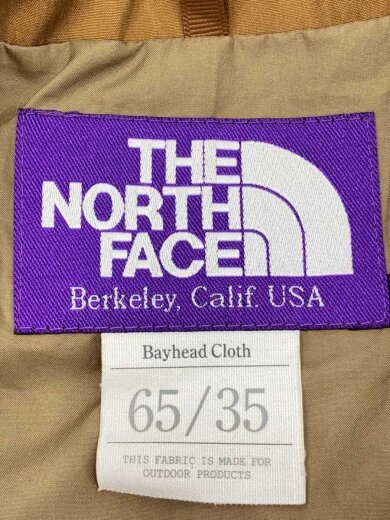 THE
NORTH
FACE
Berkeley, Calif. USA
Bayhead Cloth
65/35
THIS FABRIC IS MADE FOR
OUTDOOR PRODUCTS